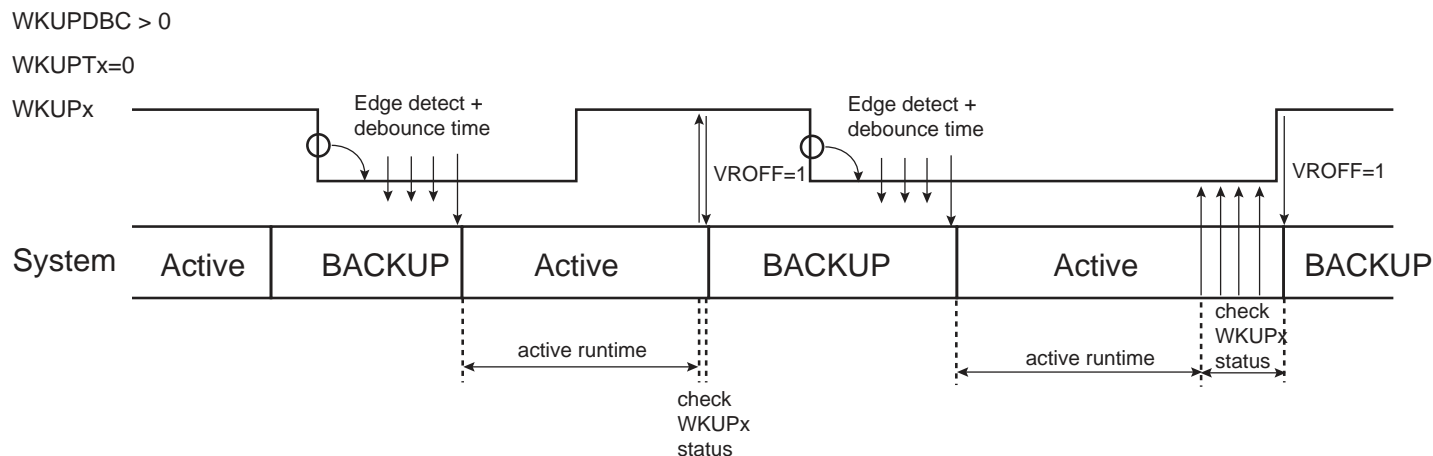 WKUPDBC > 0
WKUPTx=0
WKUPx
Edge detect +
debounce time
VROFF=1
Edge detect +
debounce time
VROFF=1
System
Active
BACKUP
Active
BACKUP
Active
BACKUP
active runtime
check
WKUPx
status
active runtime
check
WKUPx
status